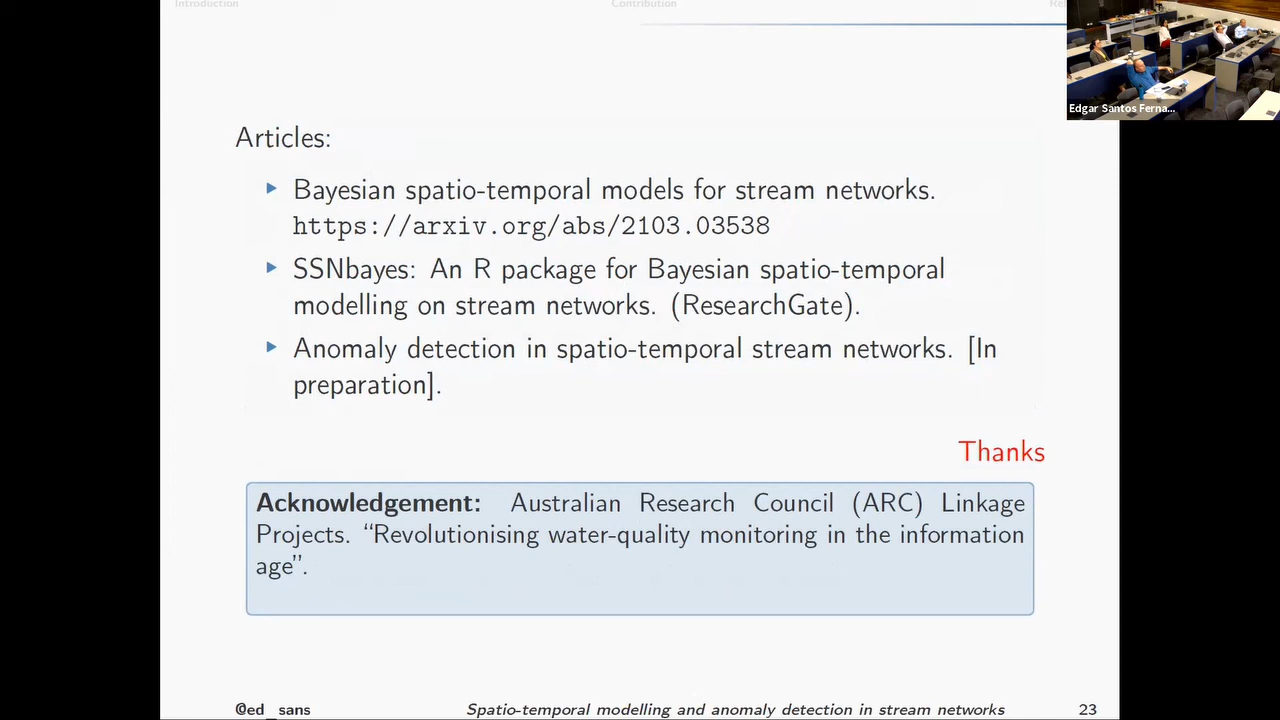 Introduction
Contribution
Edgar Santos Ferna...
Articles:
Bayesian spatio-temporal models for stream networks.
https://arxiv.org/abs/2103.03538
SSNbayes: An R package for Bayesian spatio-temporal
modelling on stream networks. (ResearchGate).
Anomaly detection in spatio-temporal stream networks. [In
preparation].
Thanks
Acknowledgement: Australian Research Council (ARC) Linkage
Projects. “Revolutionising water-quality monitoring in the information
age”.
@ed_sans
Spatio-temporal modelling and anomaly detection in stream networks
23